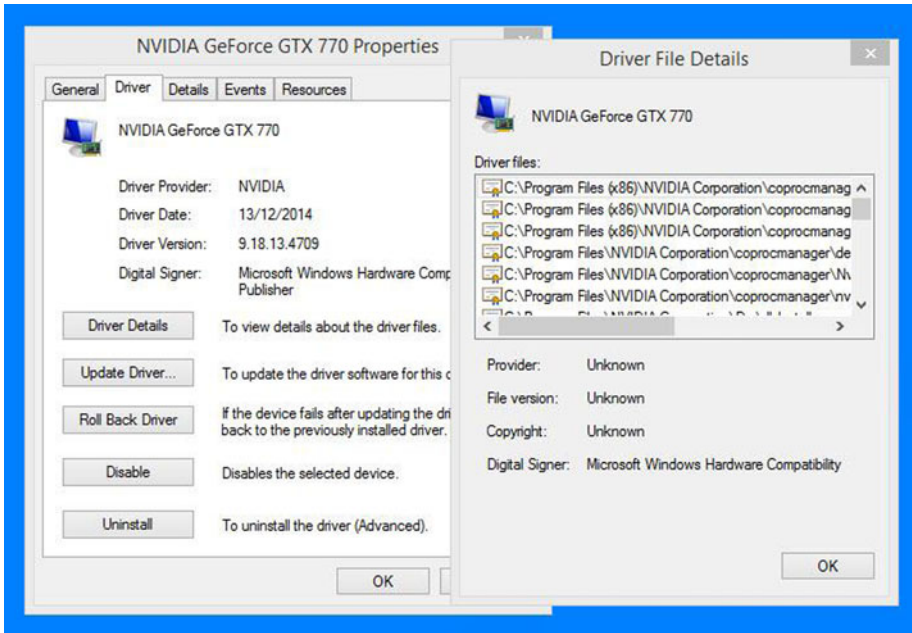 NVIDIA GeForce GTX 770 Properties
General Driver Details Events Resources
NVIDIA GeForce GTX 770
Driver Provider: NVIDIA
Driver Date: 13/12/2014
Driver Version: 9.18.13.4709
Digital Signer: Microsoft Windows Hardware Comp
Publisher
Driver Details To view details about the driver files.
Update Driver... To update the driver software for this
Roll Back Driver If the device fails after updating the dri
back to the previously installed driver.
Disable Disables the selected device.
Uninstall To uninstall the driver (Advanced).
OK
Driver File Details
NVIDIA GeForce GTX 770
Driver files:
C:\Program Files (x86)\NVIDIA Corporation\coprocmanag
C:\Program Files (x86)\NVIDIA Corporation\coprocmanag
C:\Program Files (x86)\NVIDIA Corporation\coprocmanag
C:\Program Files\NVIDIA Corporation\coprocmanager\de
C:\Program Files\NVIDIA Corporation\coprocmanager\Nv
C:\Program Files\NVIDIA Corporation\coprocmanager\nv
Provider: Unknown
File version: Unknown
Copyright: Unknown
Digital Signer: Microsoft Windows Hardware Compatibility
OK